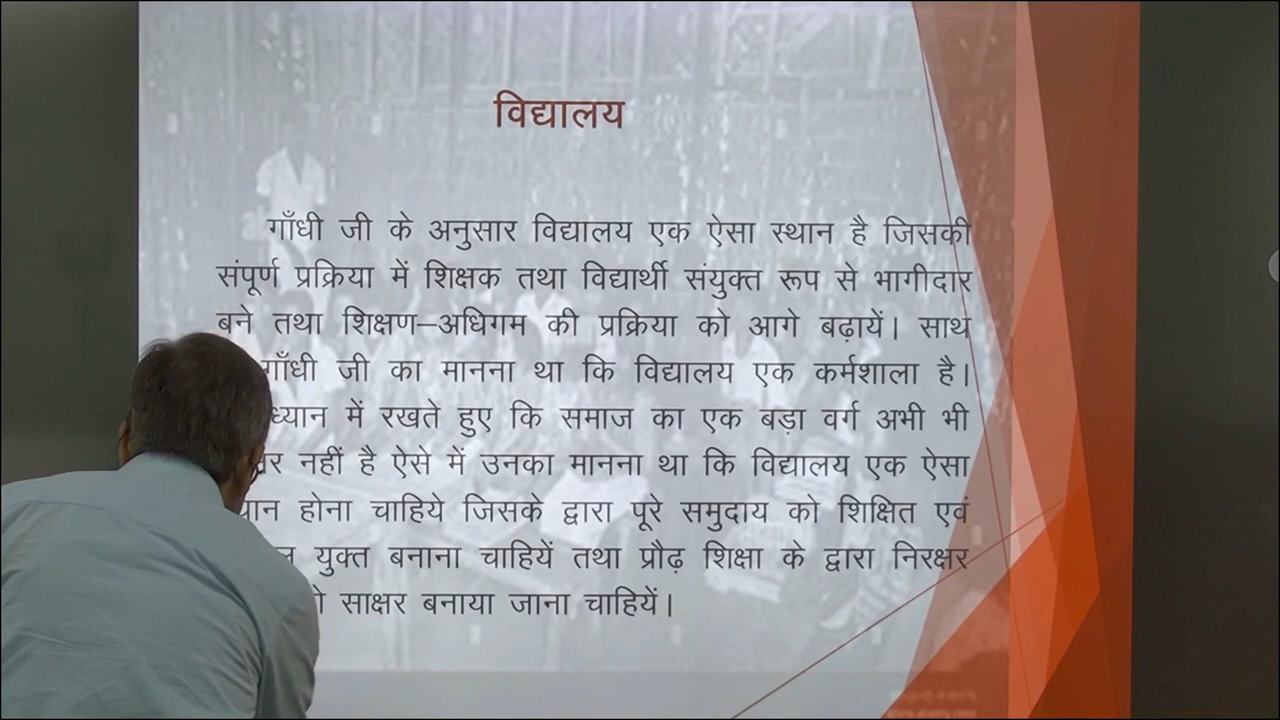 विद्यालय
गाँधी जी के अनुसार विद्यालय एक ऐसा स्थान है जिसकी
संपूर्ण प्रक्रिया में शिक्षक तथा विद्यार्थी संयुक्त रूप से भागीदार
बने तथा शिक्षण–अधिगम की प्रक्रिया को आगे बढ़ायें। साथ
गाँधी जी का मानना था कि विद्यालय एक कर्मशाला है।
ध्यान में रखते हुए कि समाज का एक बड़ा वर्ग अभी भी
नहीं है ऐसे में उनका मानना था कि विद्यालय एक ऐसा
होना चाहिये जिसके द्वारा पूरे समुदाय को शिक्षित एवं
युक्त बनाना चाहियें तथा प्रौढ़ शिक्षा के द्वारा निरक्षर
साक्षर बनाया जाना चाहियें।